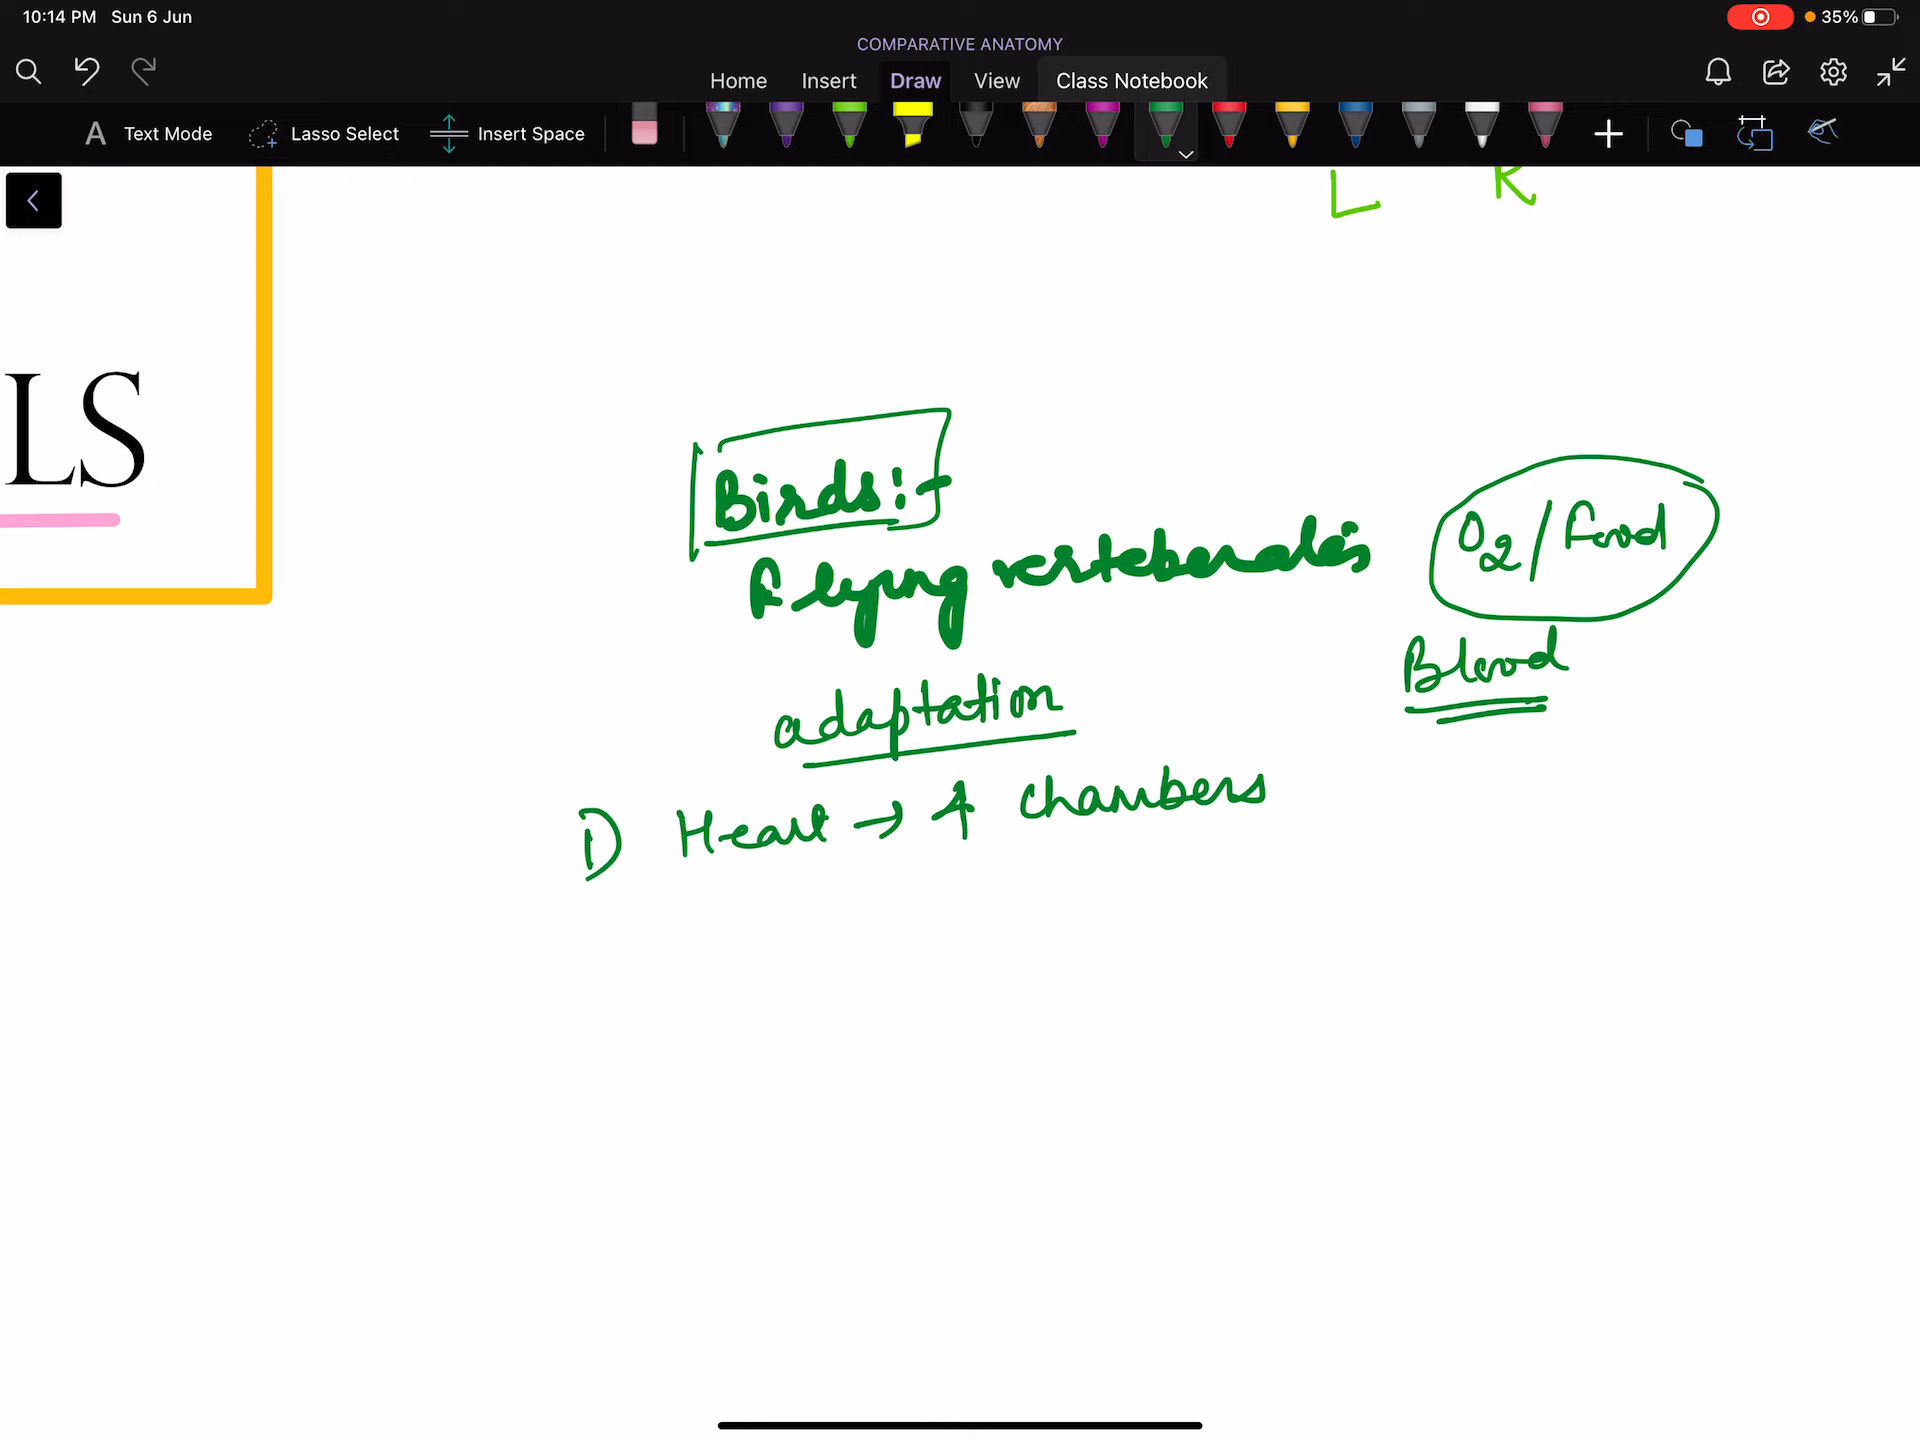 10:14 PM Sun 6 Jun
35%
COMPARATIVE ANATOMY
Home Insert Draw View Class Notebook
Text Mode Lasso Select Insert Space
L R
LS
Birds:-
Flying vertebrates
O2/Food
Blood
adaptation
1) Heart → 4 chambers